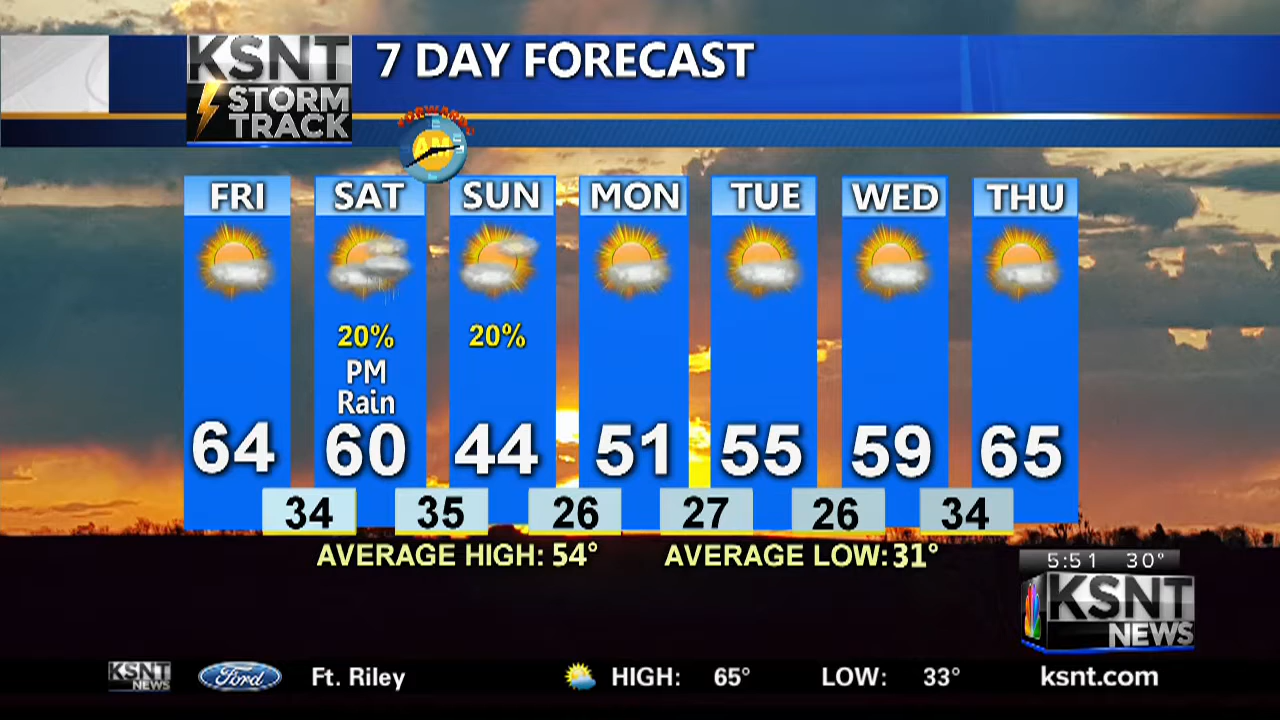 KSNT
STORM
TRACK
7 DAY FORECAST
FORWARD
AM
FRI SAT SUN MON TUE WED THU
20% 20%
PM
Rain
64 60 44 51 55 59 65
34 35 26 27 26 34
AVERAGE HIGH: 54° AVERAGE LOW: 31°
5:51 30°
KSNT
NEWS
KSNT
NEWS
Ford Ft. Riley HIGH: 65° LOW: 33° ksnt.com